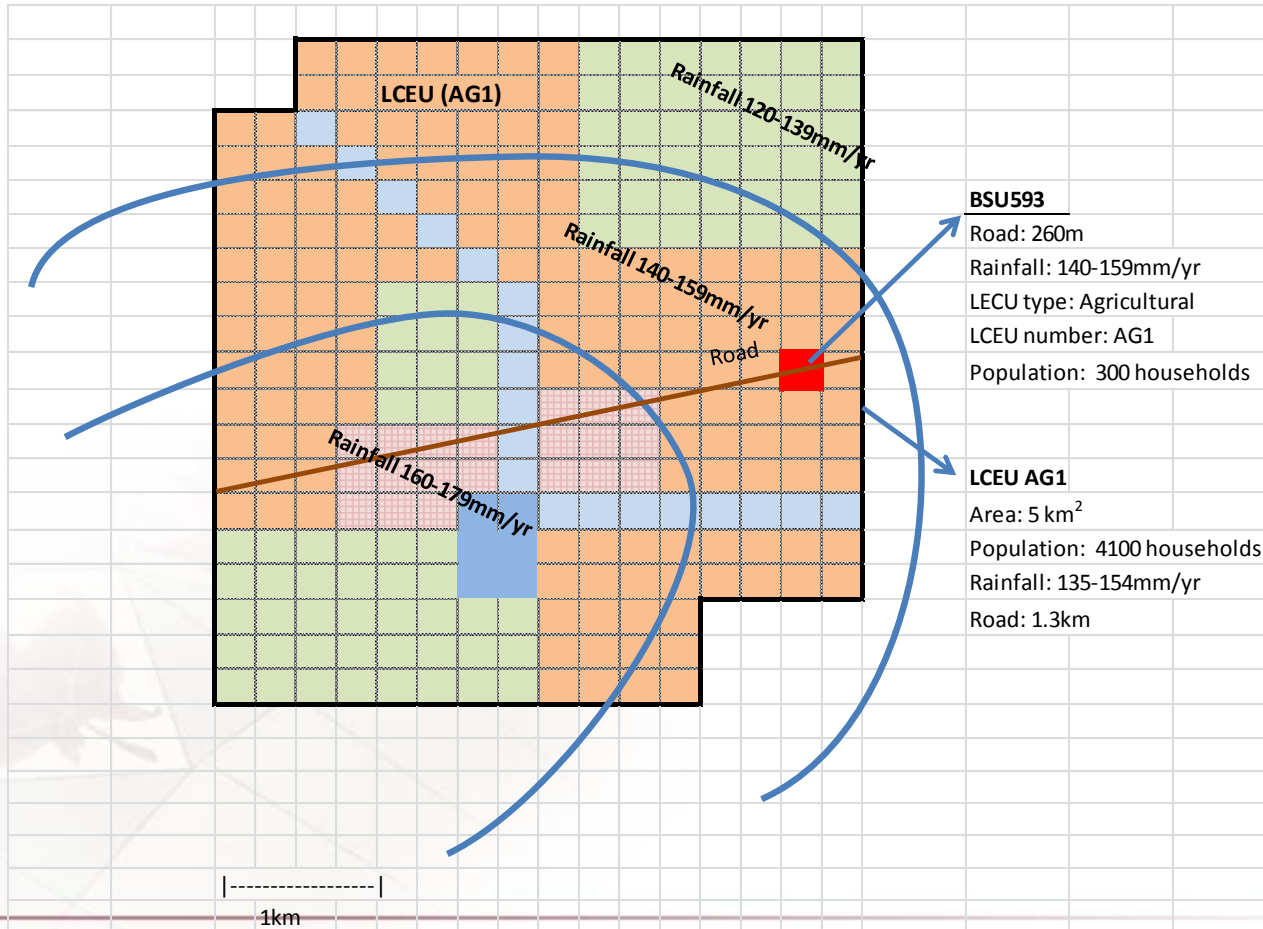 LCEU (AG1)
Rainfall 120-139mm/yr
Rainfall 140-159mm/yr
Road
Rainfall 160-179mm/yr
BSU593
Road: 260m
Rainfall: 140-159mm/yr
LECU type: Agricultural
LCEU number: AG1
Population: 300 households
LCEU AG1
Area: 5 km²
Population: 4100 households
Rainfall: 135-154mm/yr
Road: 1.3km
|-----------------|
1km